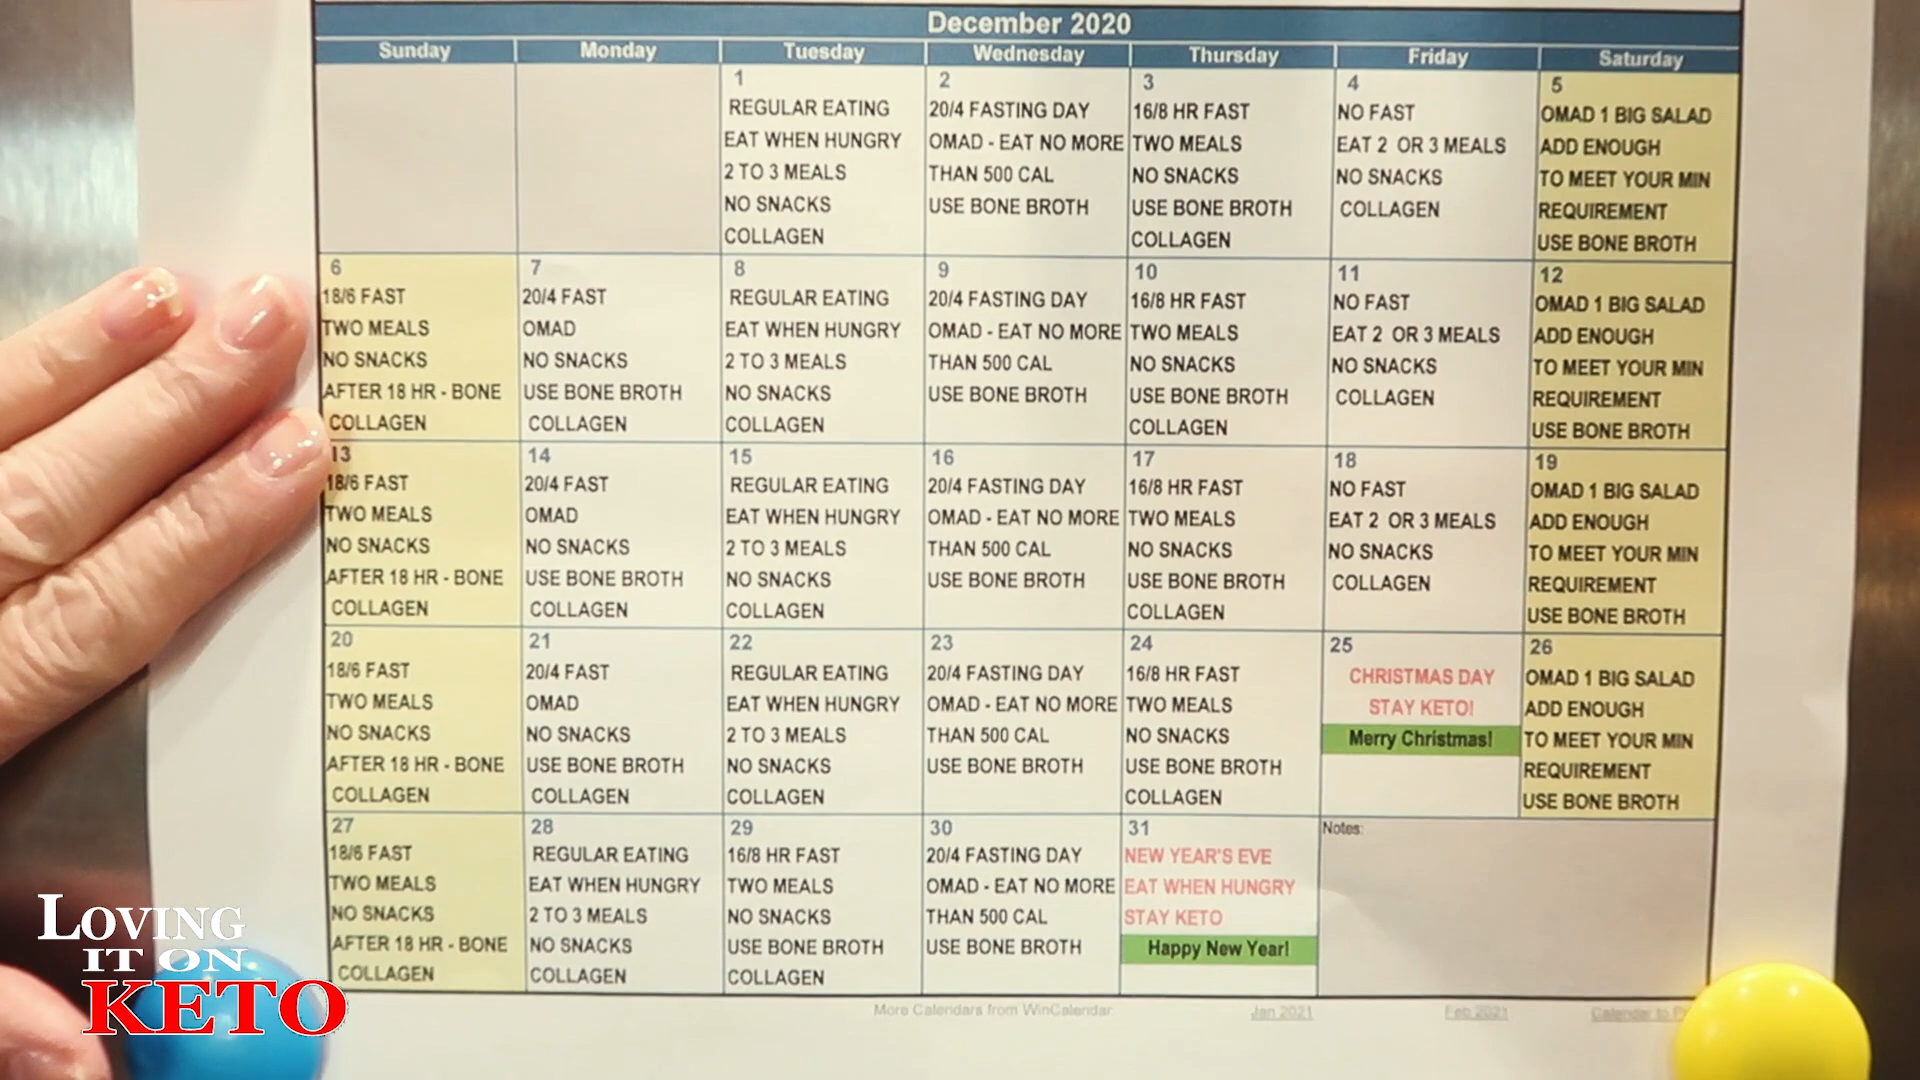 December 2020
Sunday Monday Tuesday Wednesday Thursday Friday Saturday
1
REGULAR EATING
EAT WHEN HUNGRY
2 TO 3 MEALS
NO SNACKS
COLLAGEN
2
20/4 FASTING DAY
OMAD - EAT NO MORE
THAN 500 CAL
USE BONE BROTH
3
16/8 HR FAST
TWO MEALS
NO SNACKS
USE BONE BROTH
COLLAGEN
4
NO FAST
EAT 2 OR 3 MEALS
NO SNACKS
COLLAGEN
5
OMAD 1 BIG SALAD
ADD ENOUGH
TO MEET YOUR MIN
REQUIREMENT
USE BONE BROTH
6
18/6 FAST
TWO MEALS
NO SNACKS
AFTER 18 HR - BONE
COLLAGEN
7
20/4 FAST
OMAD
NO SNACKS
USE BONE BROTH
COLLAGEN
8
REGULAR EATING
EAT WHEN HUNGRY
2 TO 3 MEALS
NO SNACKS
COLLAGEN
9
20/4 FASTING DAY
OMAD - EAT NO MORE
THAN 500 CAL
USE BONE BROTH
10
16/8 HR FAST
TWO MEALS
NO SNACKS
USE BONE BROTH
COLLAGEN
11
NO FAST
EAT 2 OR 3 MEALS
NO SNACKS
COLLAGEN
12
OMAD 1 BIG SALAD
ADD ENOUGH
TO MEET YOUR MIN
REQUIREMENT
USE BONE BROTH
13
18/6 FAST
TWO MEALS
NO SNACKS
AFTER 18 HR - BONE
COLLAGEN
14
20/4 FAST
OMAD
NO SNACKS
USE BONE BROTH
COLLAGEN
15
REGULAR EATING
EAT WHEN HUNGRY
2 TO 3 MEALS
NO SNACKS
COLLAGEN
16
20/4 FASTING DAY
OMAD - EAT NO MORE
THAN 500 CAL
USE BONE BROTH
17
16/8 HR FAST
TWO MEALS
NO SNACKS
USE BONE BROTH
COLLAGEN
18
NO FAST
EAT 2 OR 3 MEALS
NO SNACKS
COLLAGEN
19
OMAD 1 BIG SALAD
ADD ENOUGH
TO MEET YOUR MIN
REQUIREMENT
USE BONE BROTH
20
18/6 FAST
TWO MEALS
NO SNACKS
AFTER 18 HR - BONE
COLLAGEN
21
20/4 FAST
OMAD
NO SNACKS
USE BONE BROTH
COLLAGEN
22
REGULAR EATING
EAT WHEN HUNGRY
2 TO 3 MEALS
NO SNACKS
COLLAGEN
23
20/4 FASTING DAY
OMAD - EAT NO MORE
THAN 500 CAL
USE BONE BROTH
24
16/8 HR FAST
TWO MEALS
NO SNACKS
USE BONE BROTH
COLLAGEN
25
CHRISTMAS DAY
STAY KETO!
Merry Christmas!
26
OMAD 1 BIG SALAD
ADD ENOUGH
TO MEET YOUR MIN
REQUIREMENT
USE BONE BROTH
27
18/6 FAST
TWO MEALS
NO SNACKS
AFTER 18 HR - BONE
COLLAGEN
28
REGULAR EATING
EAT WHEN HUNGRY
2 TO 3 MEALS
NO SNACKS
COLLAGEN
29
16/8 HR FAST
TWO MEALS
NO SNACKS
USE BONE BROTH
COLLAGEN
30
20/4 FASTING DAY
OMAD - EAT NO MORE
THAN 500 CAL
USE BONE BROTH
31
NEW YEAR'S EVE
EAT WHEN HUNGRY
STAY KETO
Happy New Year!
Notes:
More Calendars from WinCalendar Jan 2021 Feb 2021 Calendar to
LOVING
IT ON
KETO